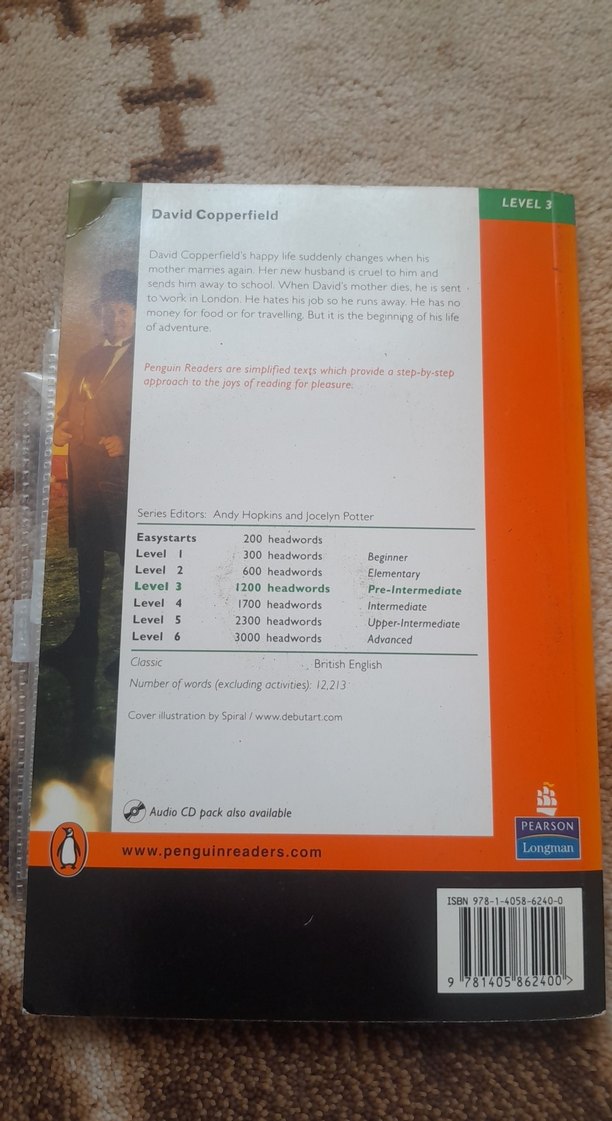 LEVEL 3
David Copperfield
David Copperfield's happy life suddenly changes when his
mother marries again. Her new husband is cruel to him and
sends him away to school. When David's mother dies, he is sent
to work in London. He hates his job so he runs away. He has no
money for food or for travelling. But it is the beginning of his life
of adventure.
Penguin Readers are simplified texts which provide a step-by-step
approach to the joys of reading for pleasure.
Series Editors: Andy Hopkins and Jocelyn Potter
Easystarts 200 headwords
Level 1 300 headwords Beginner
Level 2 600 headwords Elementary
Level 3 1200 headwords Pre-Intermediate
Level 4 1700 headwords Intermediate
Level 5 2300 headwords Upper-Intermediate
Level 6 3000 headwords Advanced
Classic British English
Number of words (excluding activities): 12,213
Cover illustration by Spiral / www.debutart.com
Audio CD pack also available
www.penguinreaders.com
PEARSON
Longman
ISBN 978-1-4058-6240-0
9 781405 862400 >